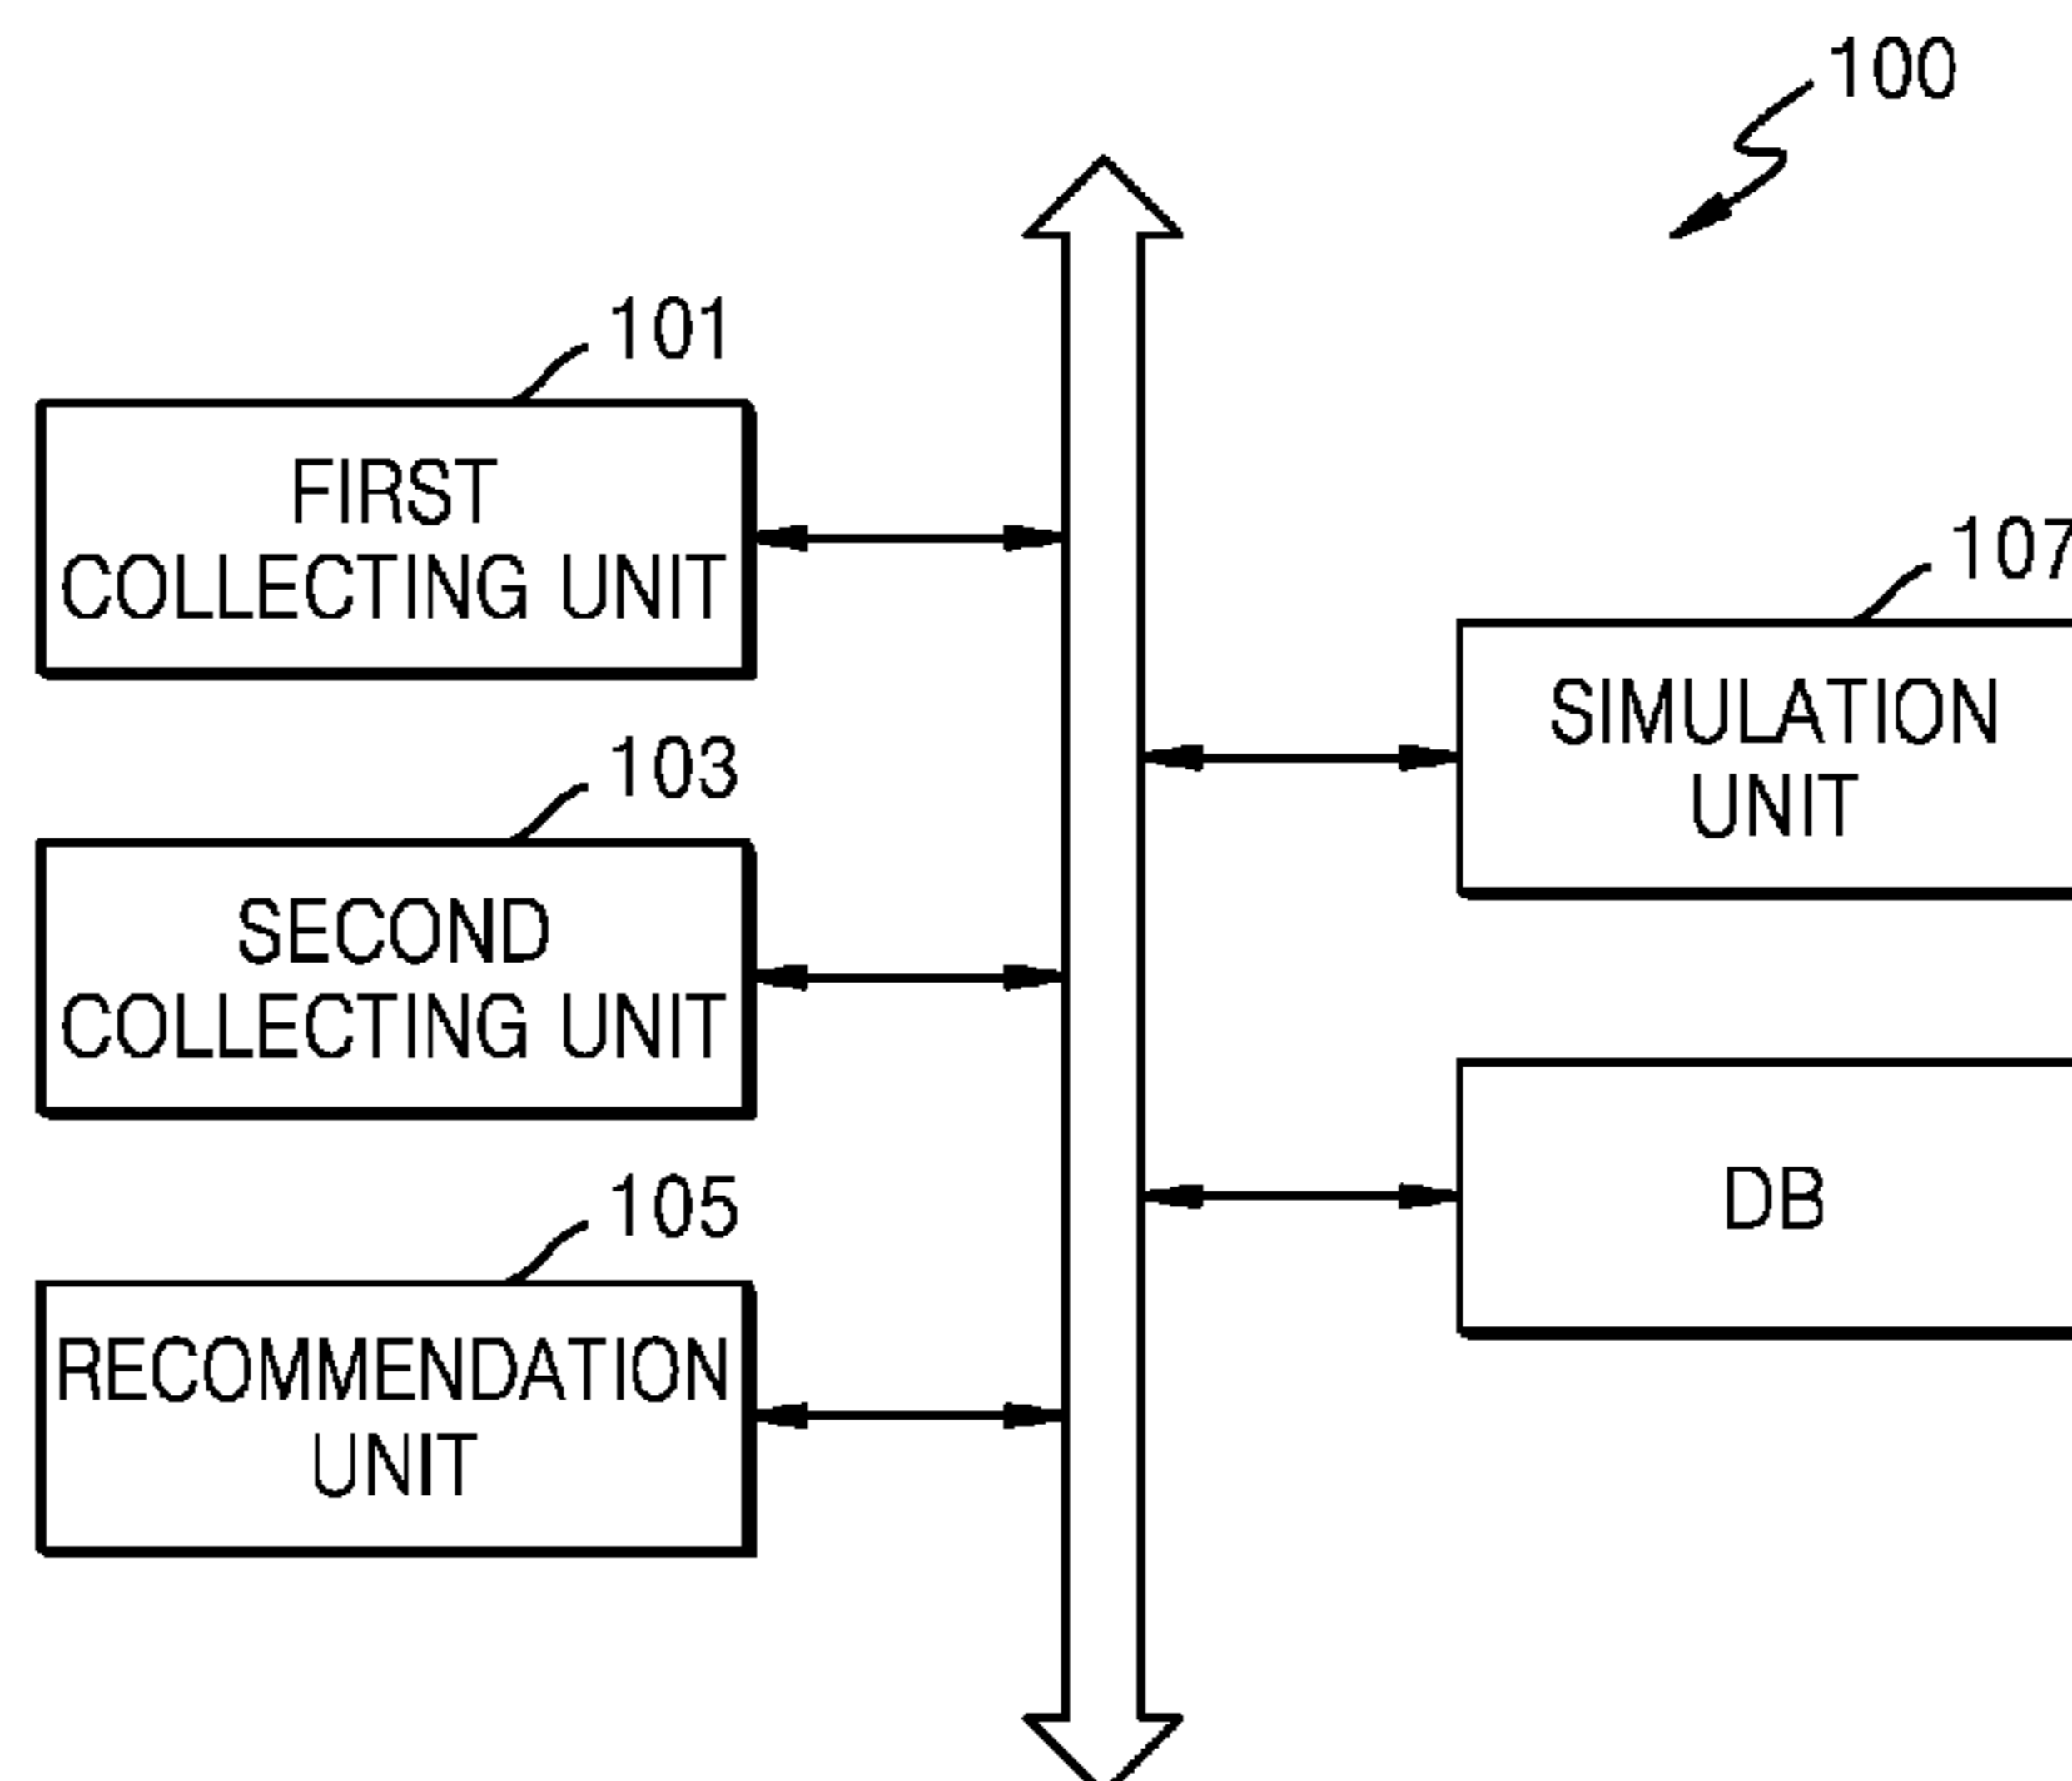 100
101
FIRST
COLLECTING UNIT
107
SIMULATION
UNIT
103
SECOND
COLLECTING UNIT
DB
105
RECOMMENDATION
UNIT